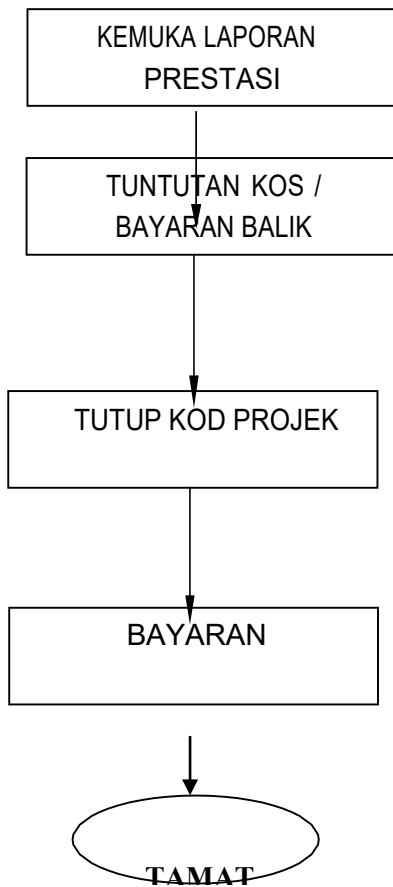 KEMUKA LAPORAN
PRESTASI
TUNTUTAN KOS /
BAYARAN BALIK
TUTUP KOD PROJEK
BAYARAN
TAMAT